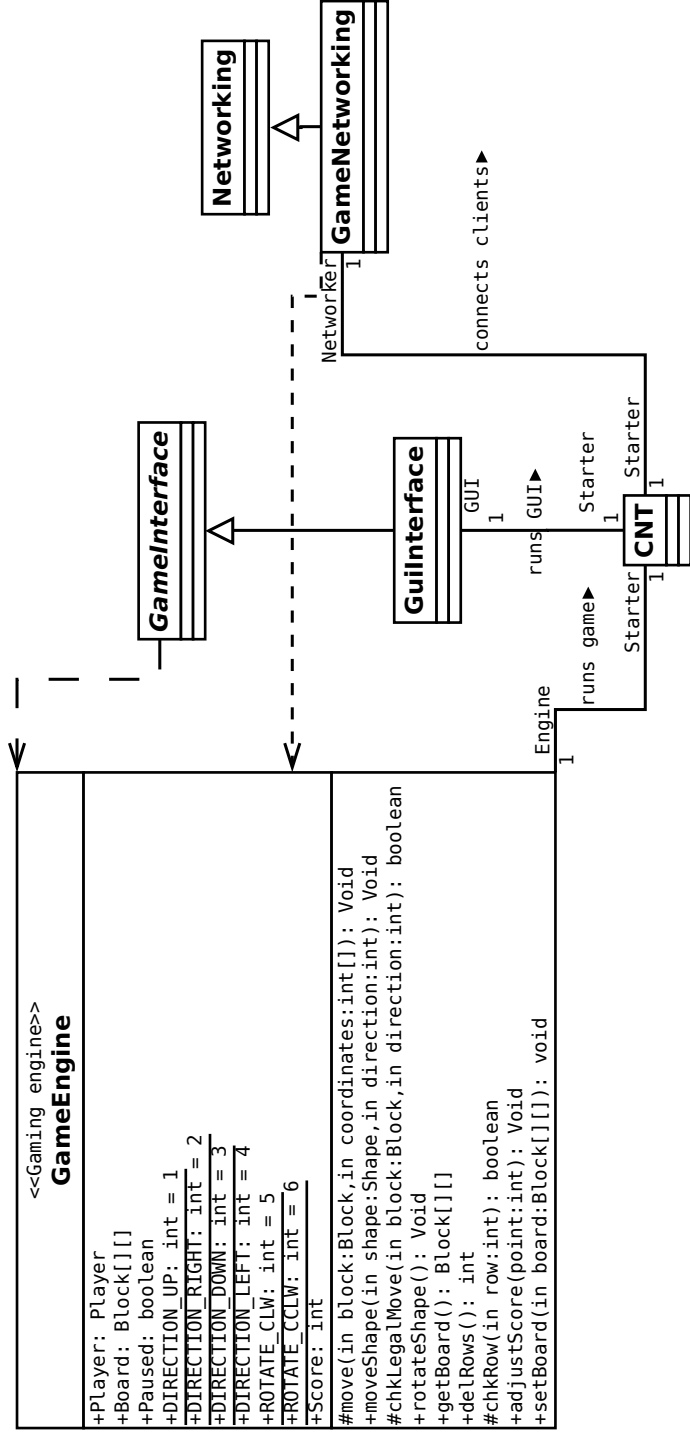 <<Gaming engine>>
GameEngine
+Player: Player
+Board: Block[][]
+Paused: boolean
+DIRECTION_UP: int = 1
+DIRECTION_RIGHT: int = 2
+DIRECTION_DOWN: int = 3
+DIRECTION_LEFT: int = 4
+ROTATE_CLW: int = 5
+ROTATE_CCLW: int = 6
+Score: int
#move(in block:Block,in coordinates:int[]): Void
+moveShape(in shape:Shape,in direction:int): Void
#chkLegalMove(in block:Block,in direction:int): boolean
+rotateShape(): Void
+getBoard(): Block[][]
+delRows(): int
#chkRow(in row:int): boolean
+adjustScore(point:int): Void
+setBoard(in board:Block[][]): void
Engine
1
runs game▶
Starter
1
GameInterface
GuiInterface
GUI
1
runs GUI▶
Starter
1
CNT
Starter
1
Networking
GameNetworking
Networker
1
connects clients▶